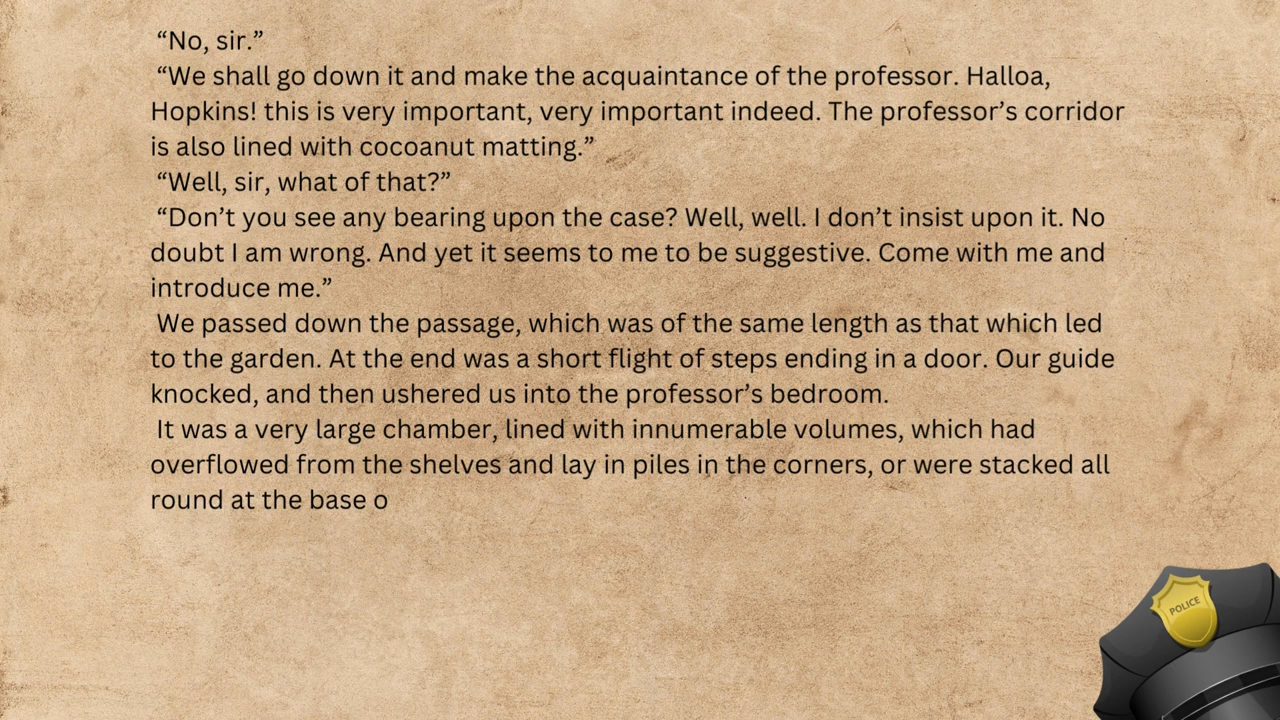 “No, sir.”
“We shall go down it and make the acquaintance of the professor. Halloa,
Hopkins! this is very important, very important indeed. The professor’s corridor
is also lined with cocoanut matting.”
“Well, sir, what of that?”
“Don’t you see any bearing upon the case? Well, well. I don’t insist upon it. No
doubt I am wrong. And yet it seems to me to be suggestive. Come with me and
introduce me.”
We passed down the passage, which was of the same length as that which led
to the garden. At the end was a short flight of steps ending in a door. Our guide
knocked, and then ushered us into the professor’s bedroom.
It was a very large chamber, lined with innumerable volumes, which had
overflowed from the shelves and lay in piles in the corners, or were stacked all
round at the base o
POLICE